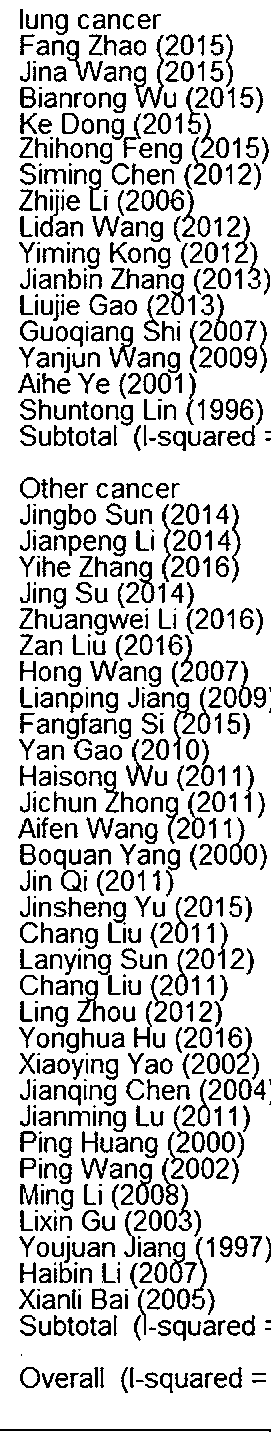 lung cancer
Fang Zhao (2015)
Jina Wang (2015)
Bianrong Wu (2015)
Ke Dong (2015)
Zhihong Feng (2015)
Siming Chen (2012)
Zhijie Li (2006)
Lidan Wang (2012)
Yiming Kong (2012)
Jianbin Zhang (2013)
Liujie Gao (2013)
Guoqiang Shi (2007)
Yanjun Wang (2009)
Aihe Ye (2001)
Shuntong Lin (1996)
Subtotal (I-squared =
Other cancer
Jingbo Sun (2014)
Jianpeng Li (2014)
Yihe Zhang (2016)
Jing Su (2014)
Zhuangwei Li (2016)
Zan Liu (2016)
Hong Wang (2007)
Lianping Jiang (2009)
Fangfang Si (2015)
Yan Gao (2010)
Haisong Wu (2011)
Jichun Zhong (2011)
Aifen Wang (2011)
Boquan Yang (2000)
Jin Qi (2011)
Jinsheng Yu (2015)
Chang Liu (2011)
Lanying Sun (2012)
Chang Liu (2011)
Ling Zhou (2012)
Yonghua Hu (2016)
Xiaoying Yao (2002)
Jianqing Chen (2004)
Jianming Lu (2011)
Ping Huang (2000)
Ping Wang (2002)
Ming Li (2008)
Lixin Gu (2003)
Youjuan Jiang (1997)
Haibin Li (2007)
Xianli Bai (2005)
Subtotal (I-squared =
.
Overall (I-squared =